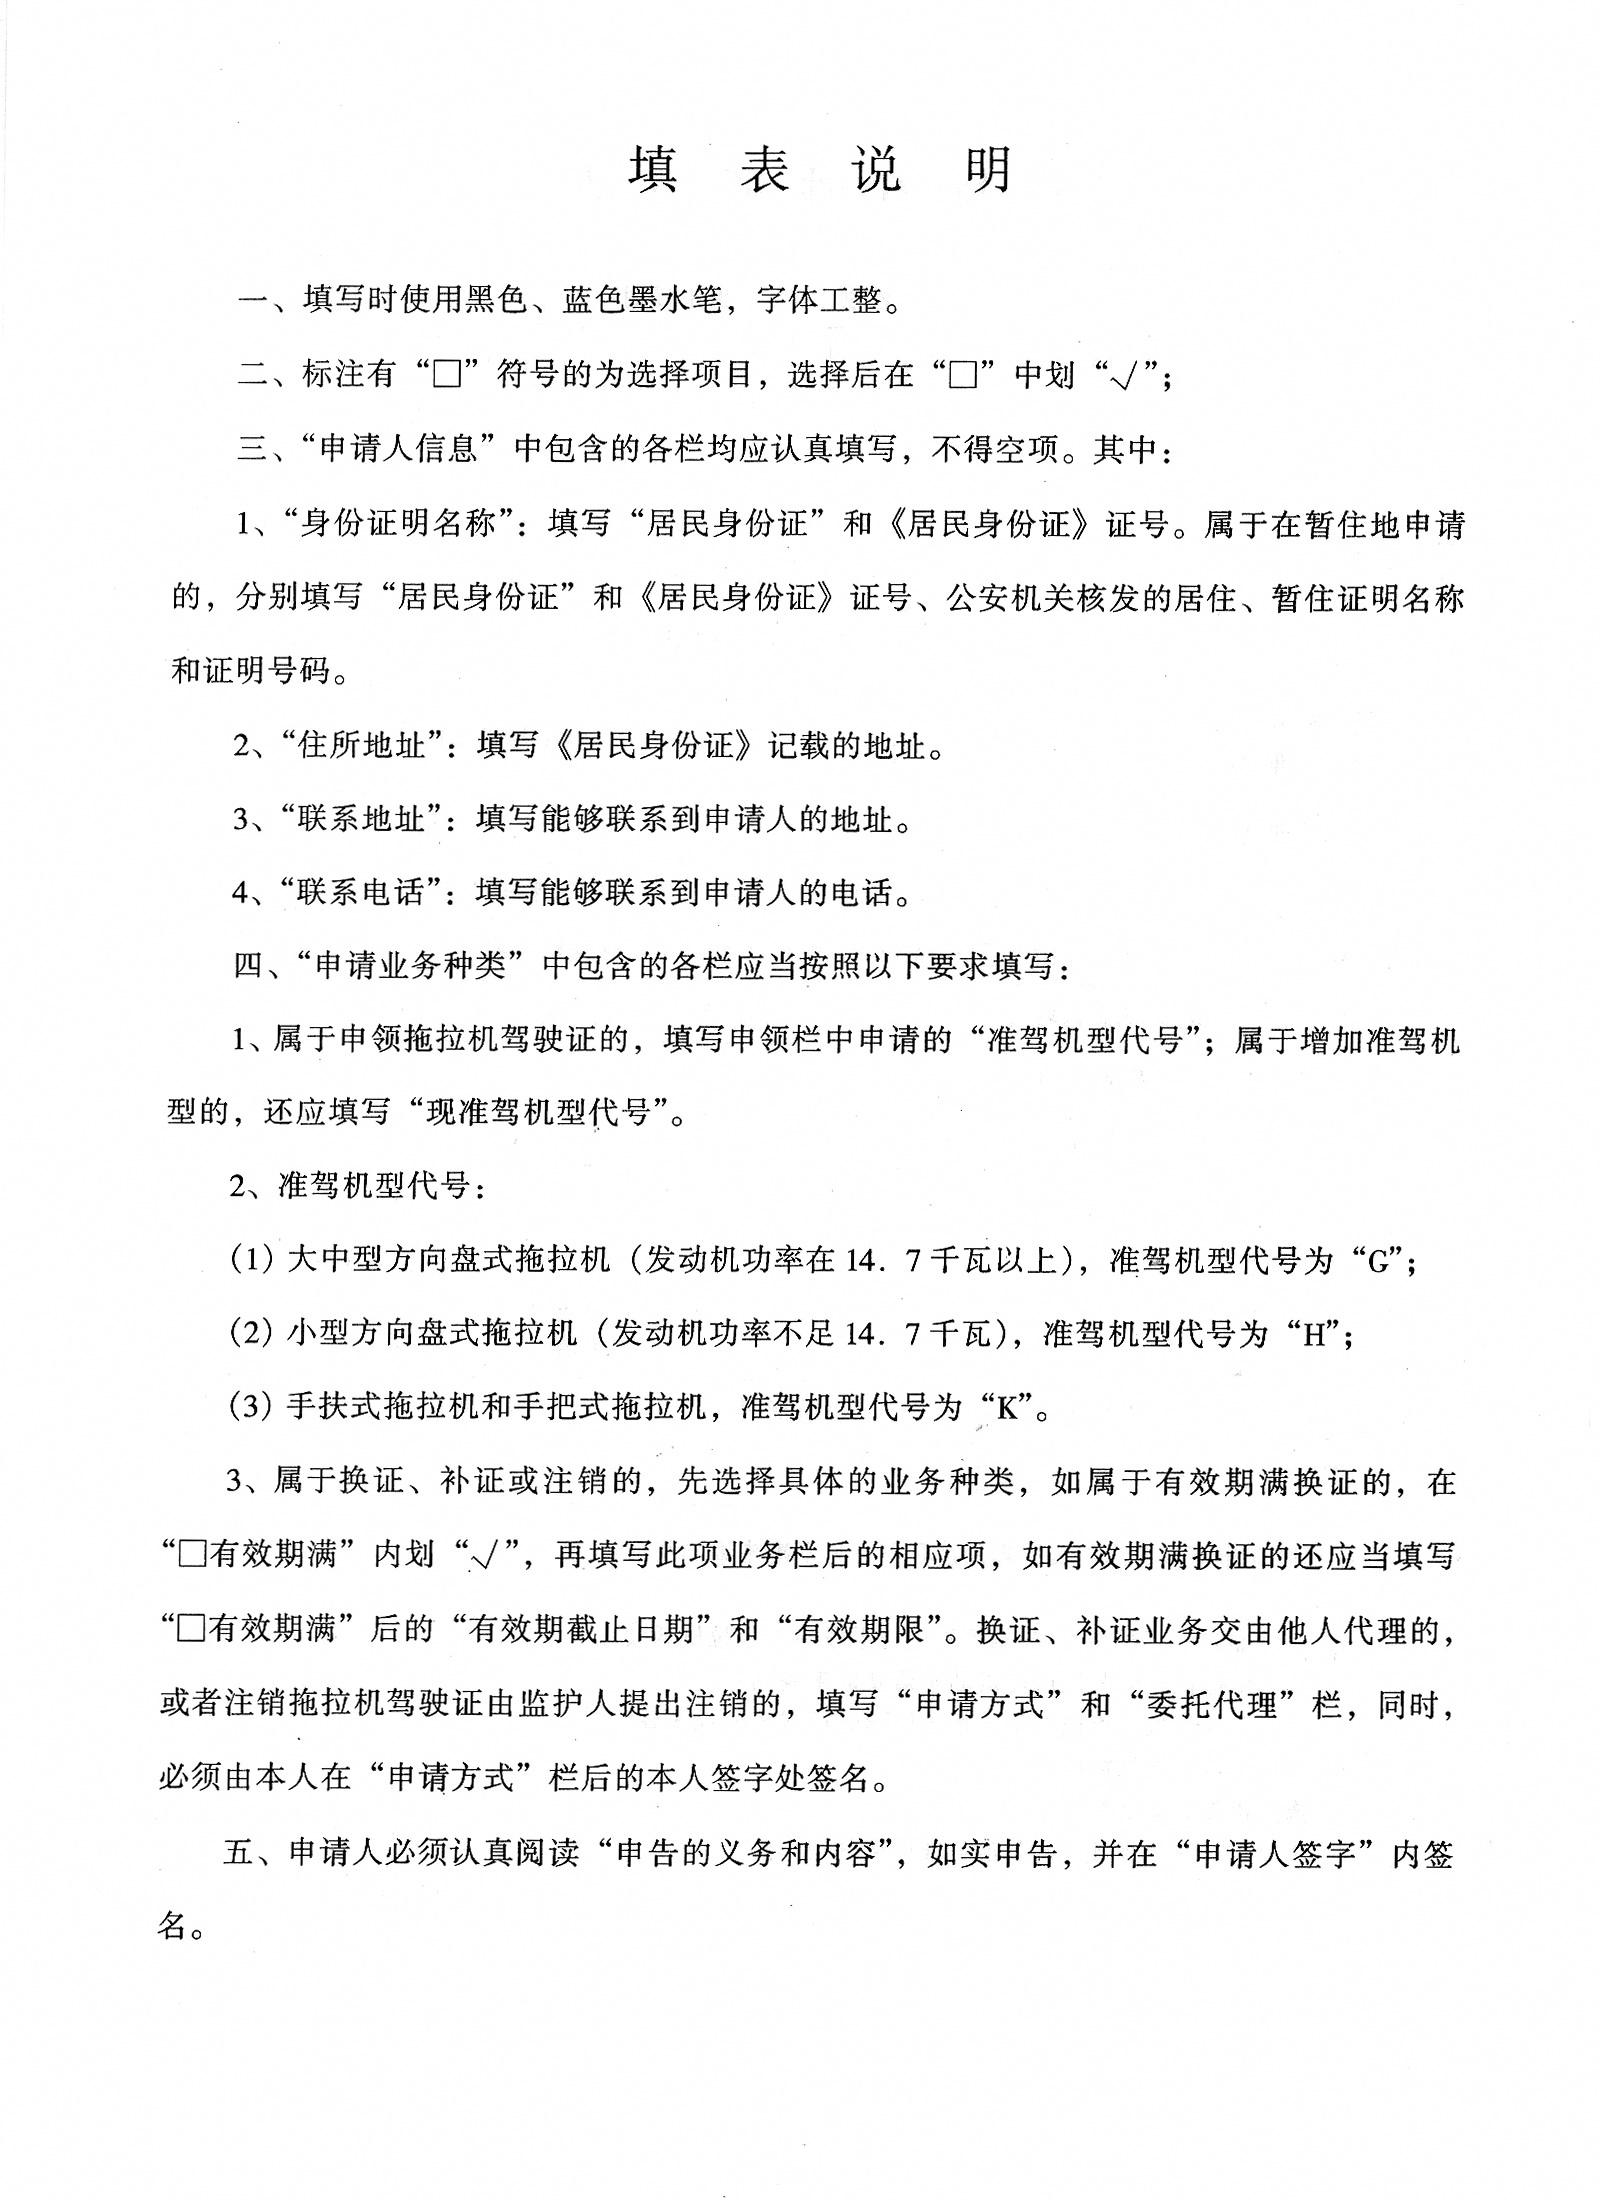 填 表 说 明
一、填写时使用黑色、蓝色墨水笔，字体工整。
二、标注有“□”符号的为选择项目，选择后在“□”中划“√”；
三、“申请人信息”中包含的各栏均应认真填写，不得空项。其中：
1、“身份证明名称”：填写“居民身份证”和《居民身份证》证号。属于在暂住地申请
的，分别填写“居民身份证”和《居民身份证》证号、公安机关核发的居住、暂住证明名称
和证明号码。
2、“住所地址”：填写《居民身份证》记载的地址。
3、“联系地址”：填写能够联系到申请人的地址。
4、“联系电话”：填写能够联系到申请人的电话。
四、“申请业务种类”中包含的各栏应当按照以下要求填写：
1、属于申领拖拉机驾驶证的，填写申领栏中申请的“准驾机型代号”；属于增加准驾机
型的，还应填写“现准驾机型代号”。
2、准驾机型代号：
（1）大中型方向盘式拖拉机（发动机功率在14．7千瓦以上），准驾机型代号为“G”；
（2）小型方向盘式拖拉机（发动机功率不足14．7千瓦），准驾机型代号为“H”；
（3）手扶式拖拉机和手把式拖拉机，准驾机型代号为“K”。
3、属于换证、补证或注销的，先选择具体的业务种类，如属于有效期满换证的，在
“□有效期满”内划“√”，再填写此项业务栏后的相应项，如有效期满换证的还应当填写
“□有效期满”后的“有效期截止日期”和“有效期限”。换证、补证业务交由他人代理的，
或者注销拖拉机驾驶证由监护人提出注销的，填写“申请方式”和“委托代理”栏，同时，
必须由本人在“申请方式”栏后的本人签字处签名。
五、申请人必须认真阅读“申告的义务和内容”，如实申告，并在“申请人签字”内签
名。